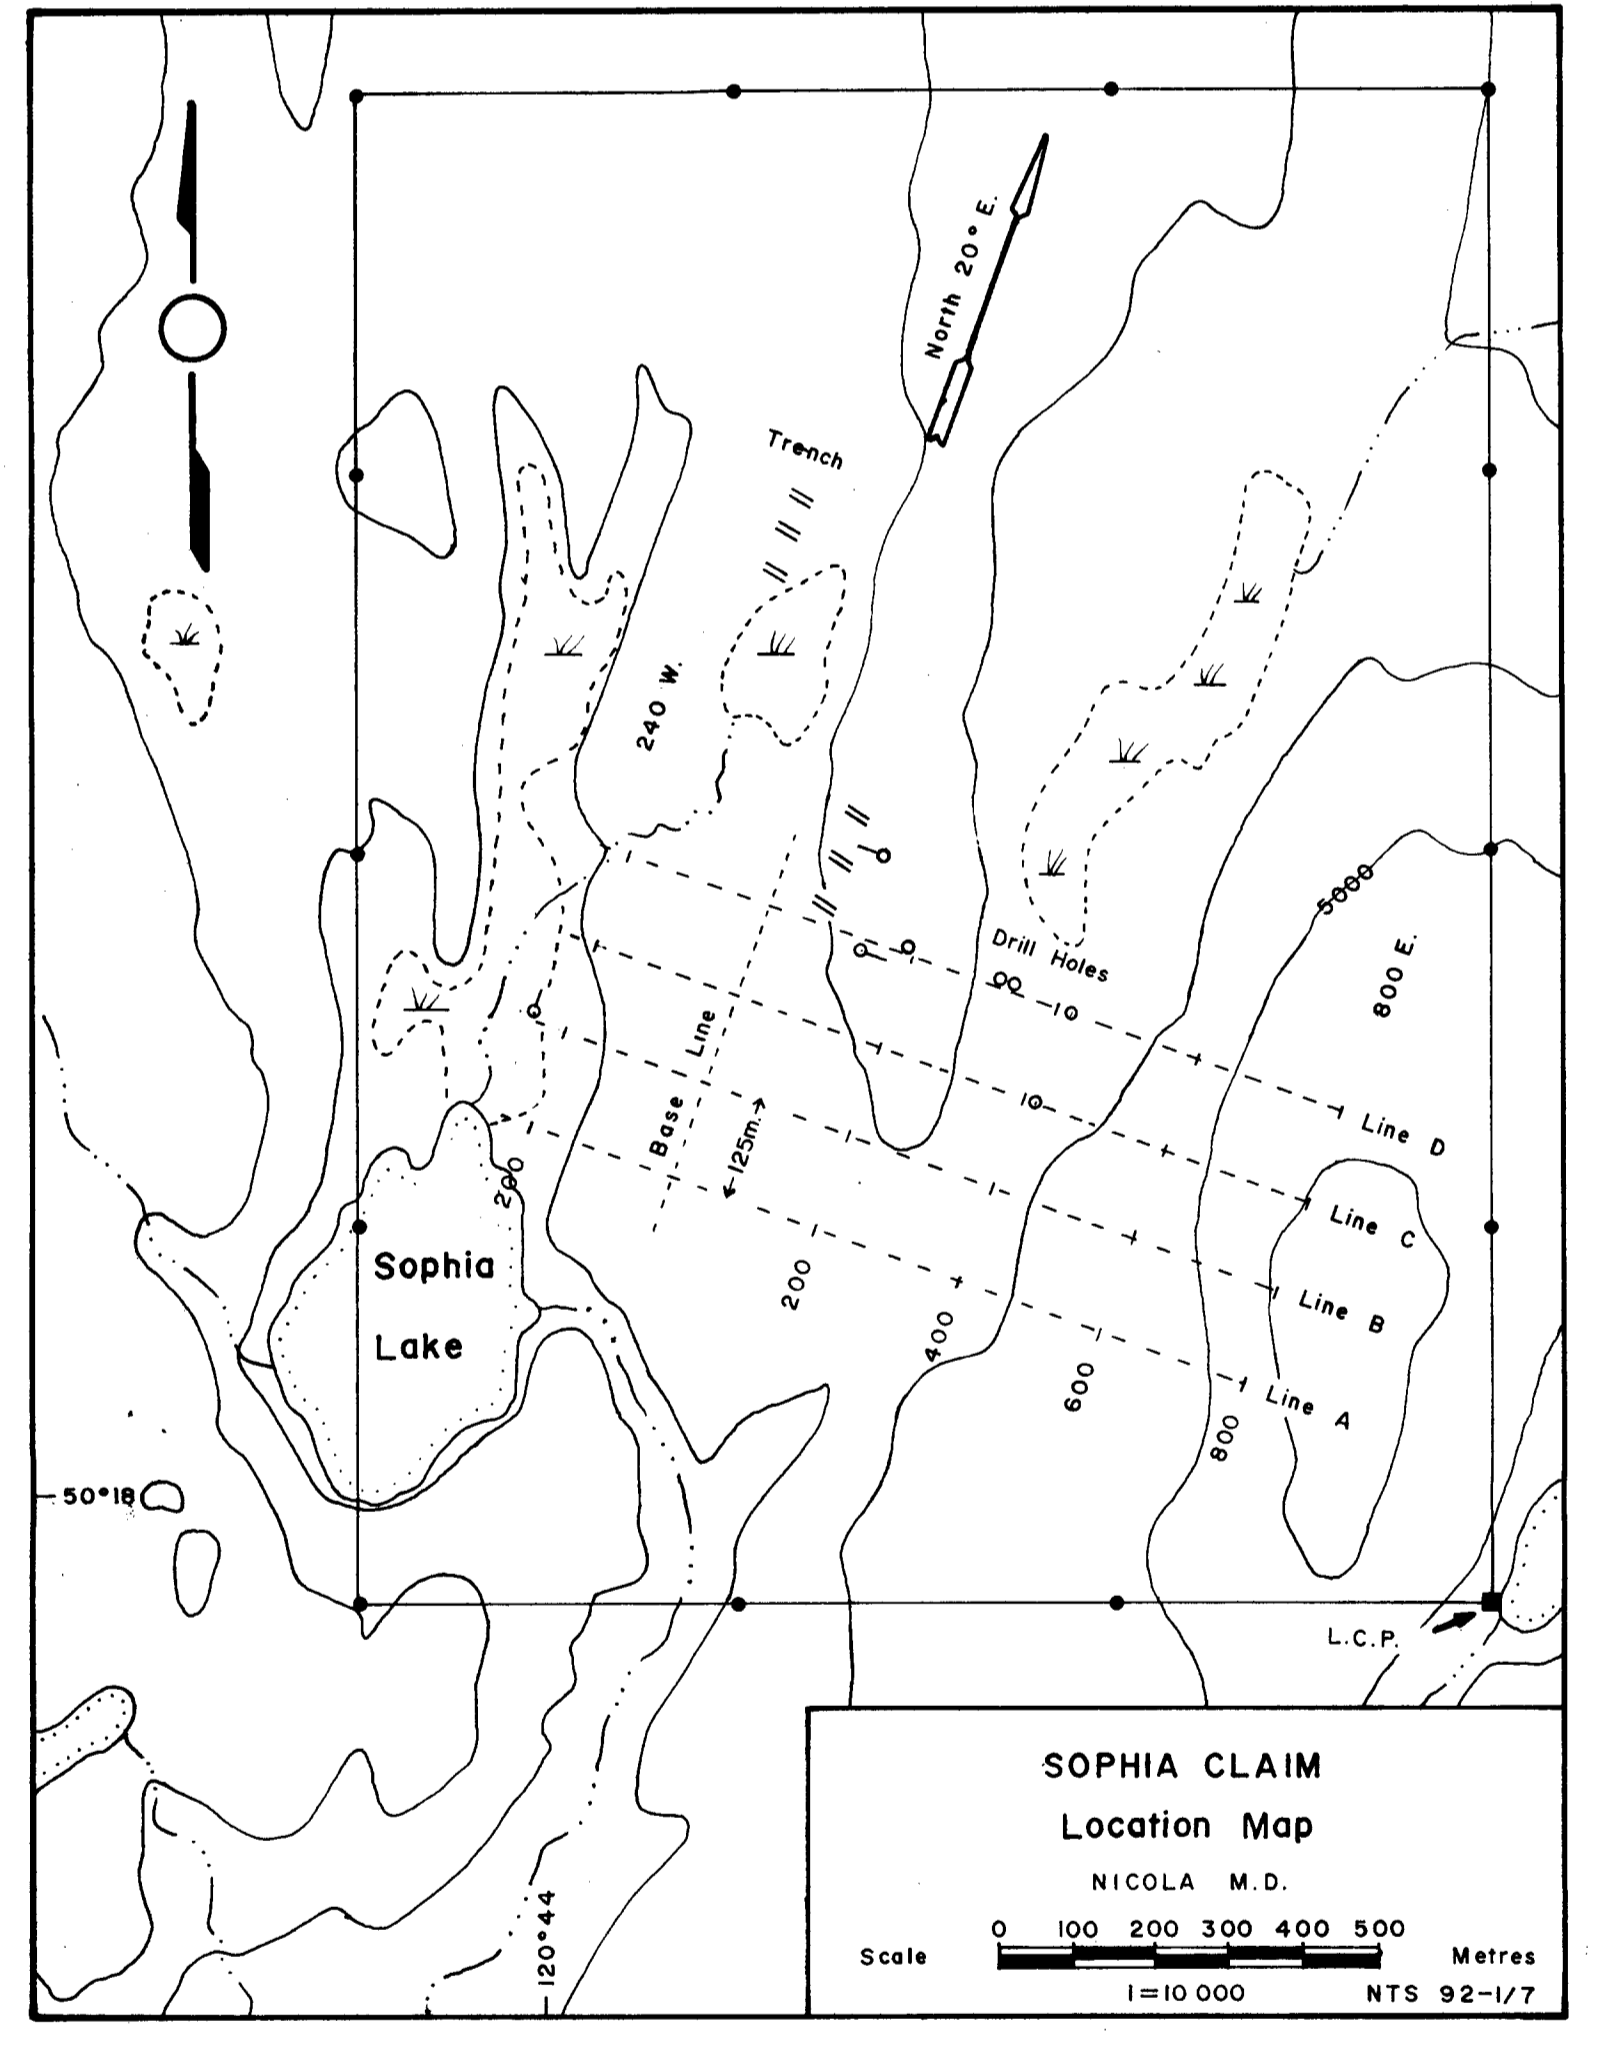 North 20° E.
Trench
240 W.
5000
800 E.
Drill Holes
Base Line
125m.
Line D
Line C
Line B
Line A
200
200
400
600
800
Sophia
Lake
50°18
L.C.P.
120°44
SOPHIA CLAIM
Location Map
NICOLA M.D.
0 100 200 300 400 500
Scale Metres
1=10 000 NTS 92-1/7